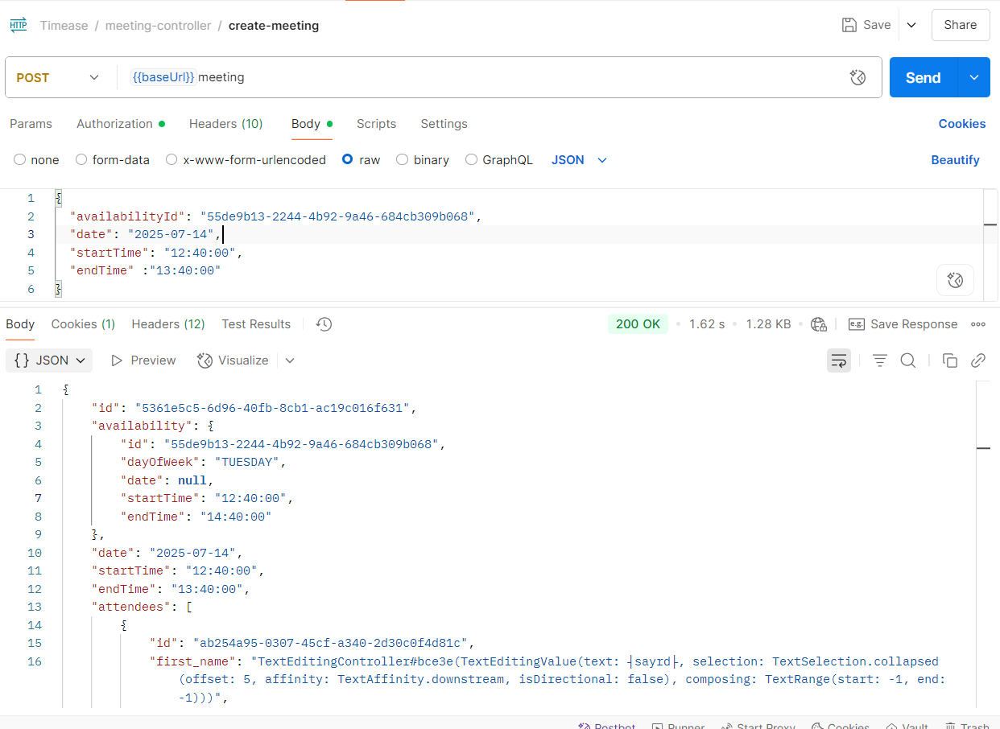 HTTP Timease / meeting-controller / create-meeting Save Share
POST {{baseUrl}} meeting Send
Params Authorization Headers (10) Body Scripts Settings Cookies
none form-data x-www-form-urlencoded raw binary GraphQL JSON Beautify
1 {
2 "availabilityId": "55de9b13-2244-4b92-9a46-684cb309b068",
3 "date": "2025-07-14",
4 "startTime": "12:40:00",
5 "endTime" :"13:40:00"
6 }
Body Cookies (1) Headers (12) Test Results 200 OK 1.62 s 1.28 KB e.g. Save Response
{} JSON Preview Visualize
1 {
2 "id": "5361e5c5-6d96-40fb-8cb1-ac19c016f631",
3 "availability": {
4 "id": "55de9b13-2244-4b92-9a46-684cb309b068",
5 "dayOfWeek": "TUESDAY",
6 "date": null,
7 "startTime": "12:40:00",
8 "endTime": "14:40:00"
9 },
10 "date": "2025-07-14",
11 "startTime": "12:40:00",
12 "endTime": "13:40:00",
13 "attendees": [
14 {
15 "id": "ab254a95-0307-45cf-a340-2d30c0f4d81c",
16 "first_name": "TextEditingController#bce3e(TextEditingValue(text: ┤sayrd├, selection: TextSelection.collapsed
(offset: 5, affinity: TextAffinity.downstream, isDirectional: false), composing: TextRange(start: -1, end:
-1)))",
Postbot Runner Start Proxy Cookies Vault Trash